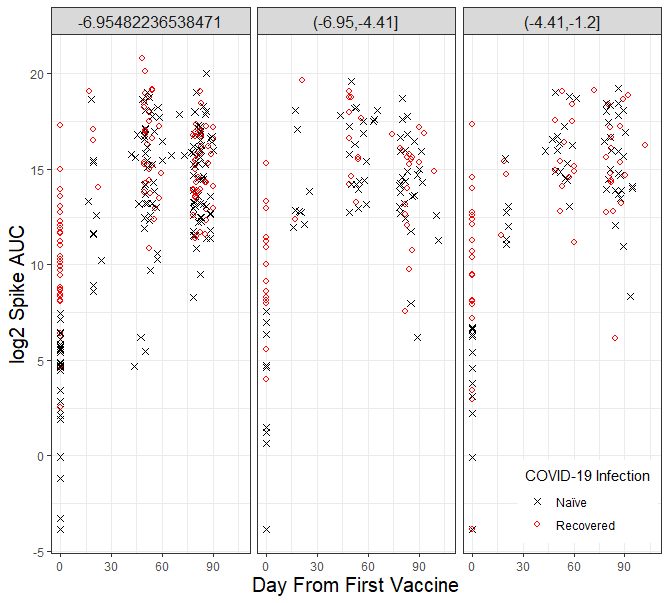 -6.95482236538471 (-6.95,-4.41] (-4.41,-1.2]
20
15
10
5
0
-5
log2 Spike AUC
COVID-19 Infection
Naïve
Recovered
0 30 60 90 0 30 60 90 0 30 60 90
Day From First Vaccine